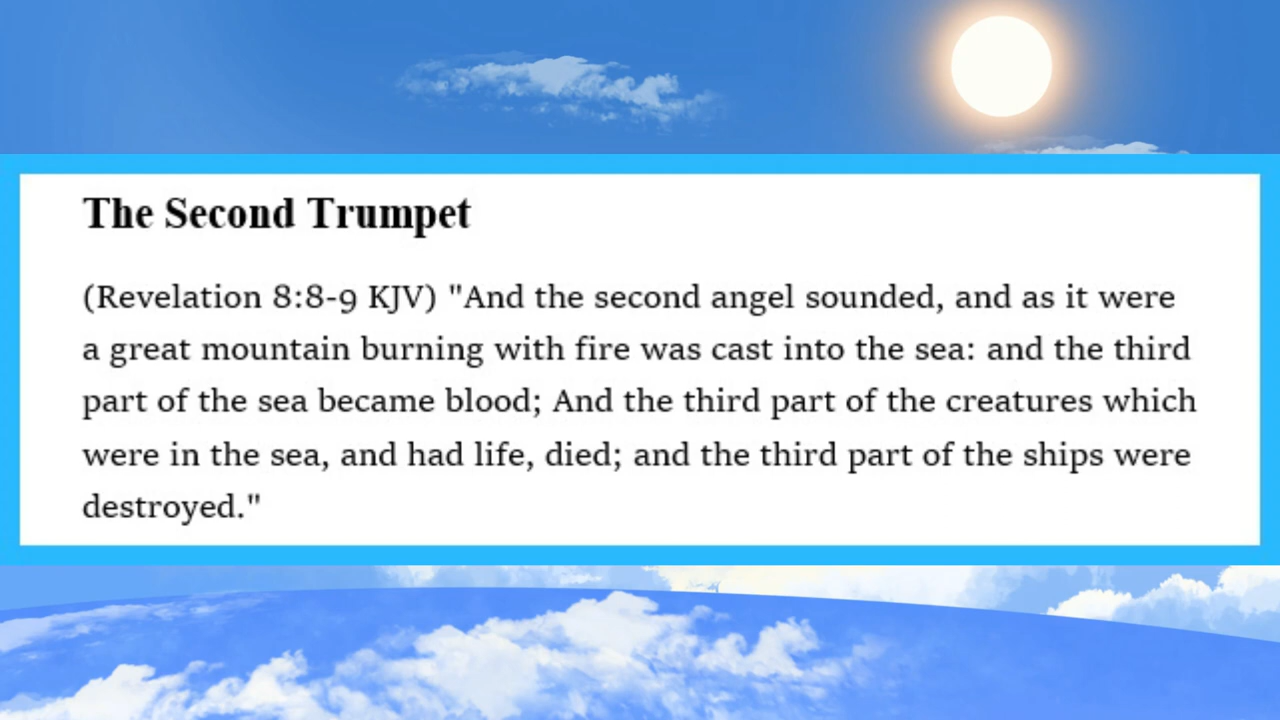 The Second Trumpet
(Revelation 8:8-9 KJV) "And the second angel sounded, and as it were
a great mountain burning with fire was cast into the sea: and the third
part of the sea became blood; And the third part of the creatures which
were in the sea, and had life, died; and the third part of the ships were
destroyed."